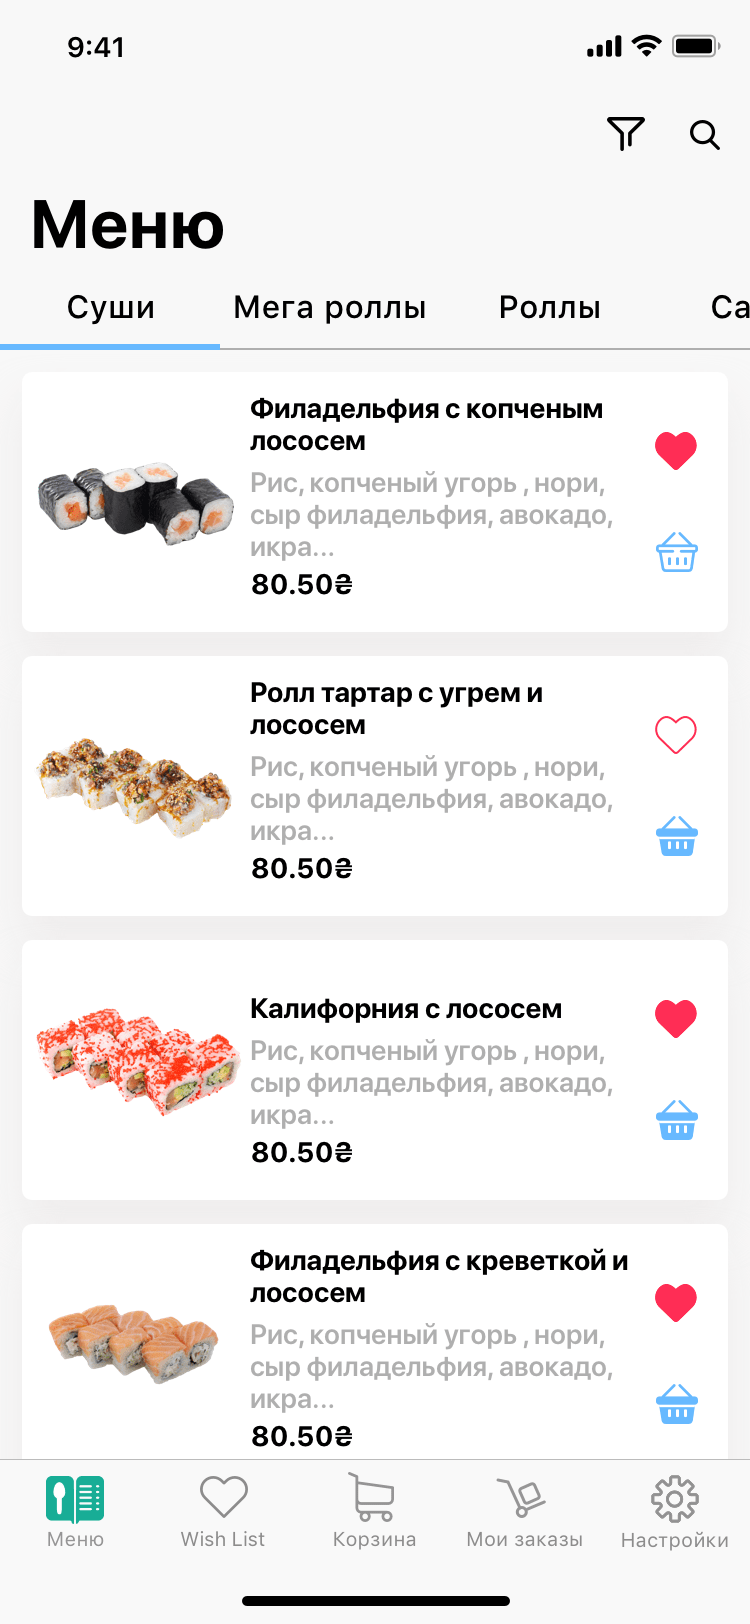 9:41
Меню
Суши Мега роллы Роллы Са
Филадельфия с копченым
лососем
Рис, копченый угорь , нори,
сыр филадельфия, авокадо,
икра...
80.50₴
Ролл тартар с угрем и
лососем
Рис, копченый угорь , нори,
сыр филадельфия, авокадо,
икра...
80.50₴
Калифорния с лососем
Рис, копченый угорь , нори,
сыр филадельфия, авокадо,
икра...
80.50₴
Филадельфия с креветкой и
лососем
Рис, копченый угорь , нори,
сыр филадельфия, авокадо,
икра...
80.50₴
Меню Wish List Корзина Мои заказы Настройки